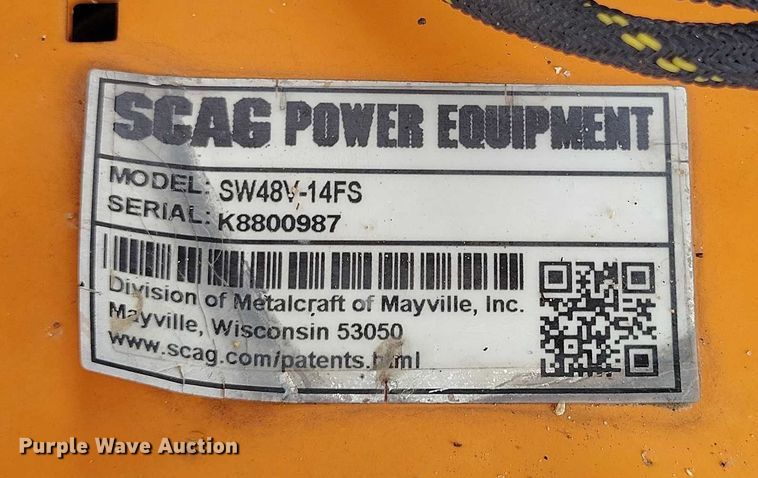 SCAG POWER EQUIPMENT
MODEL: SW48V-14FS
SERIAL: K8800987
Division of Metalcraft of Mayville, Inc.
Mayville, Wisconsin 53050
www.scag.com/patents.html
Purple Wave Auction